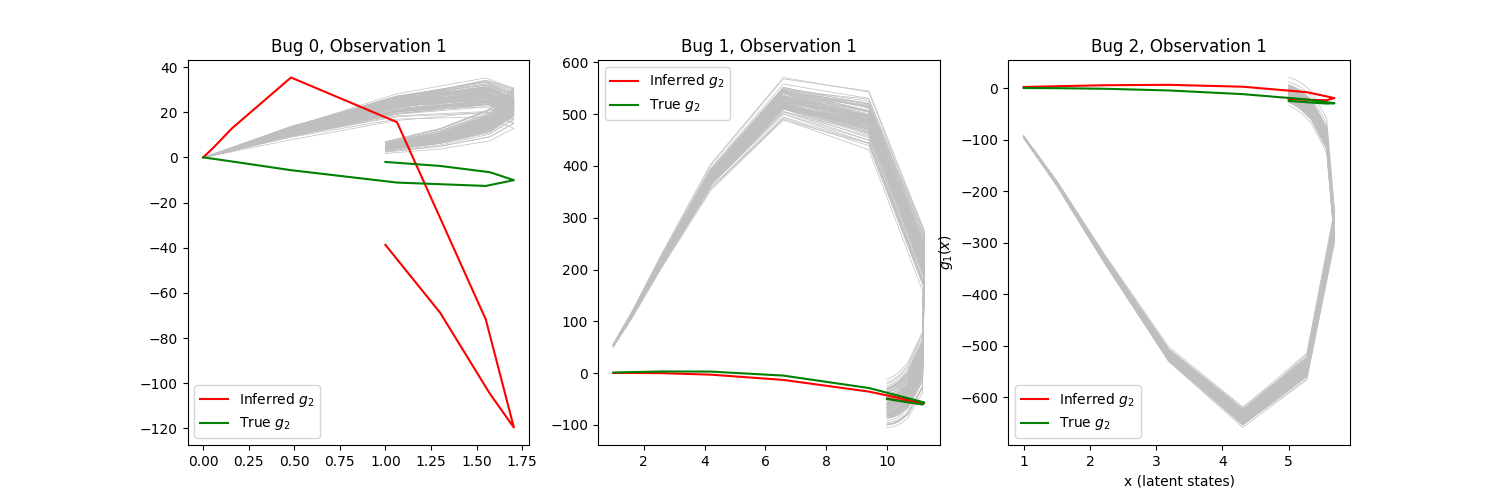 Bug 0, Observation 1
40
20
0
−20
−40
−60
−80
−100
−120
Inferred g₂
True g₂
0.00 0.25 0.50 0.75 1.00 1.25 1.50 1.75
Bug 1, Observation 1
600
500
400
300
200
100
0
−100
Inferred g₂
True g₂
2 4 6 8 10
Bug 2, Observation 1
g₁(x)
0
−100
−200
−300
−400
−500
−600
Inferred g₂
True g₂
1 2 3 4 5
x (latent states)